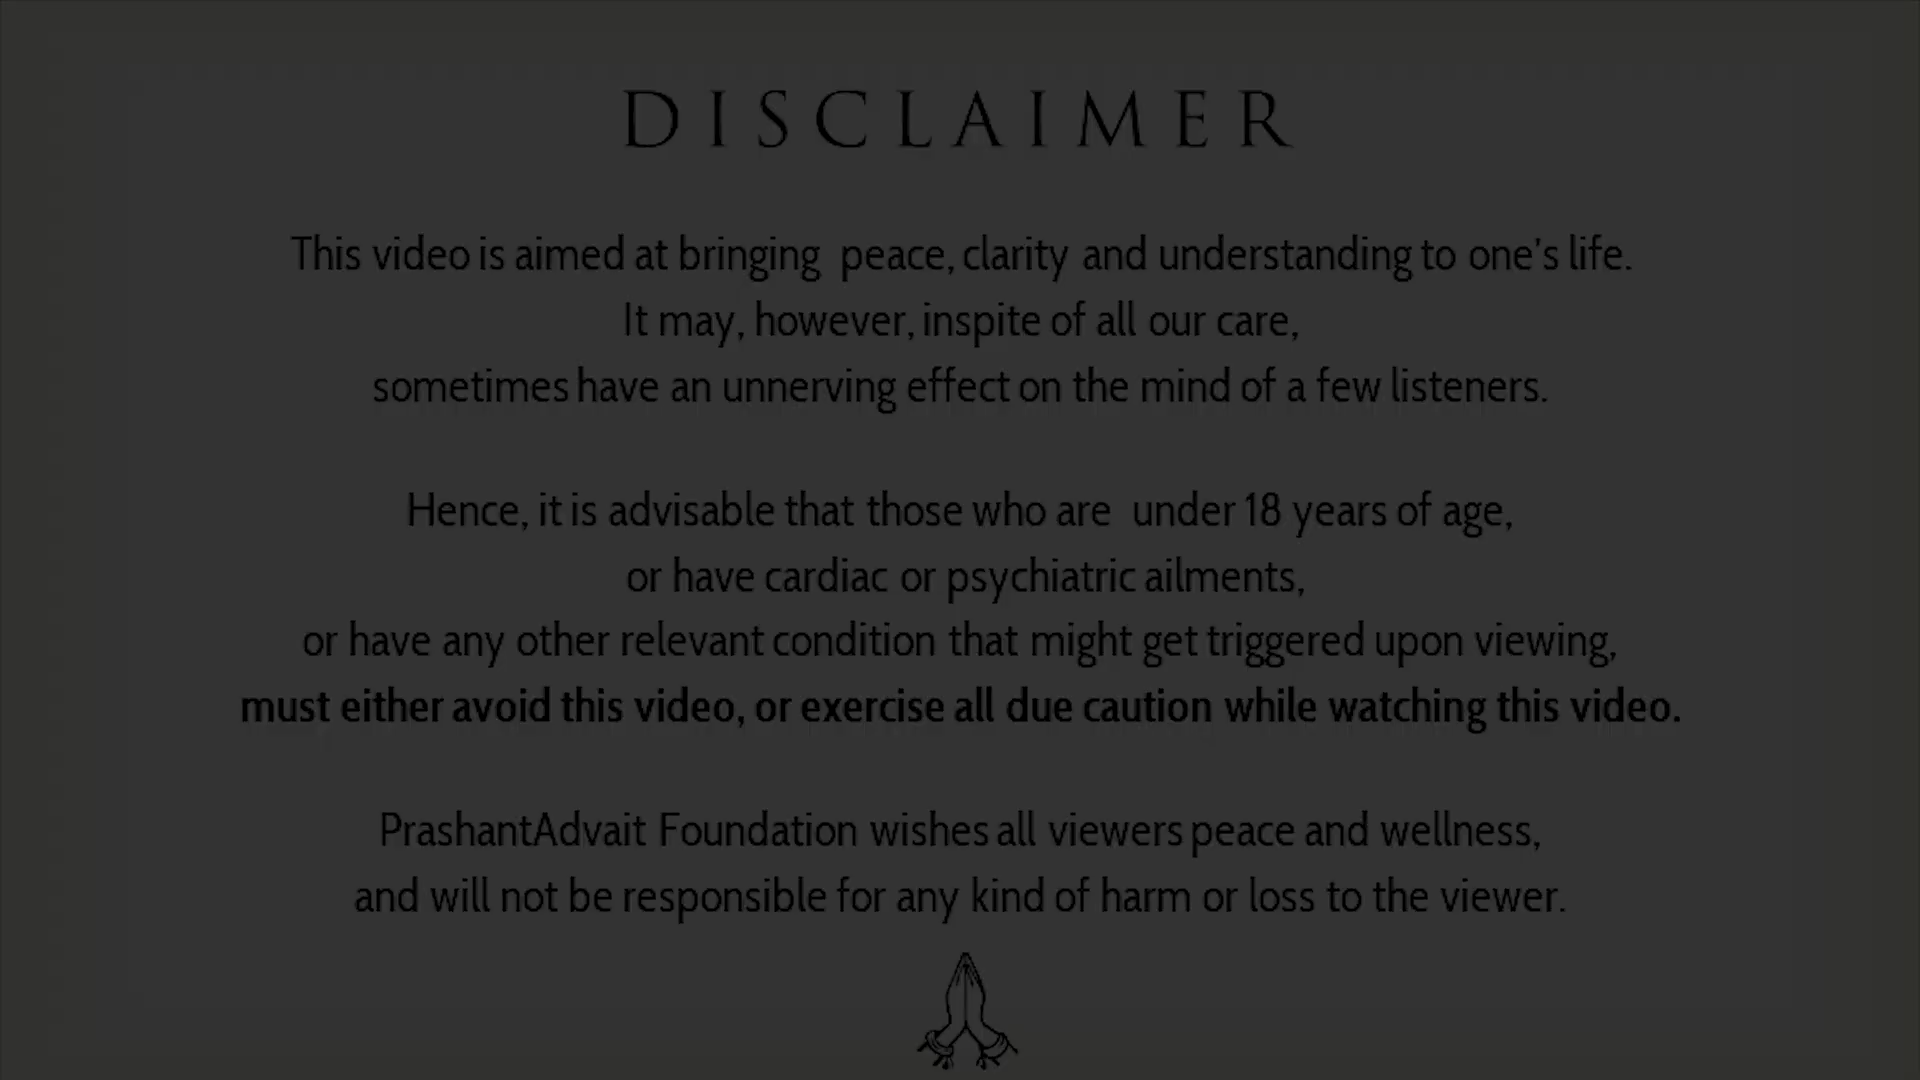 DISCLAIMER
This video is aimed at bringing peace, clarity and understanding to one's life.
It may, however, inspite of all our care,
sometimes have an unnerving effect on the mind of a few listeners.
Hence, it is advisable that those who are under 18 years of age,
or have cardiac or psychiatric ailments,
or have any other relevant condition that might get triggered upon viewing,
must either avoid this video, or exercise all due caution while watching this video.
PrashantAdvait Foundation wishes all viewers peace and wellness,
and will not be responsible for any kind of harm or loss to the viewer.